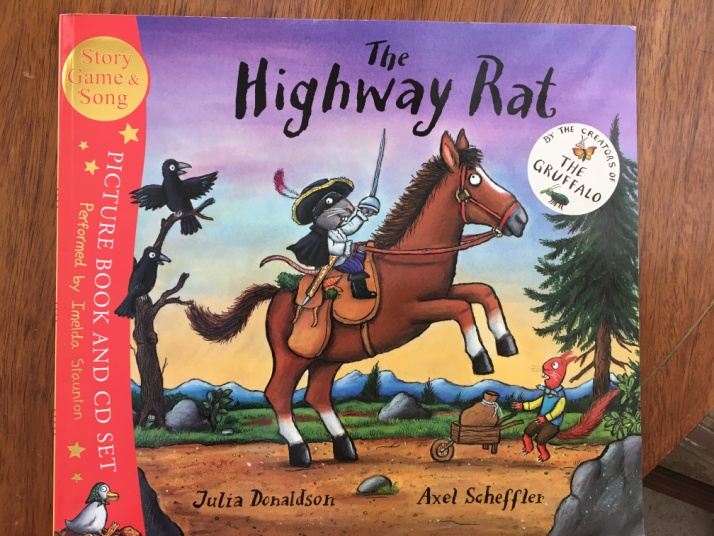 Story
Game &
Song
The
Highway Rat
BY THE CREATORS OF
THE
GRUFFALO
PICTURE BOOK AND CD SET
Performed by Imelda Staunton
Julia Donaldson
Axel Scheffler